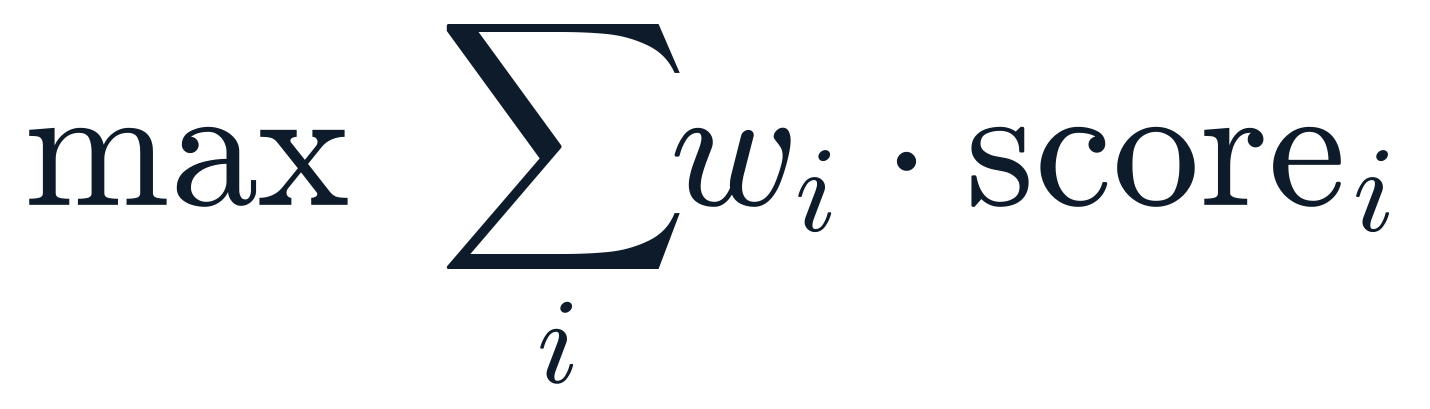 max ∑_i w_i · score_i